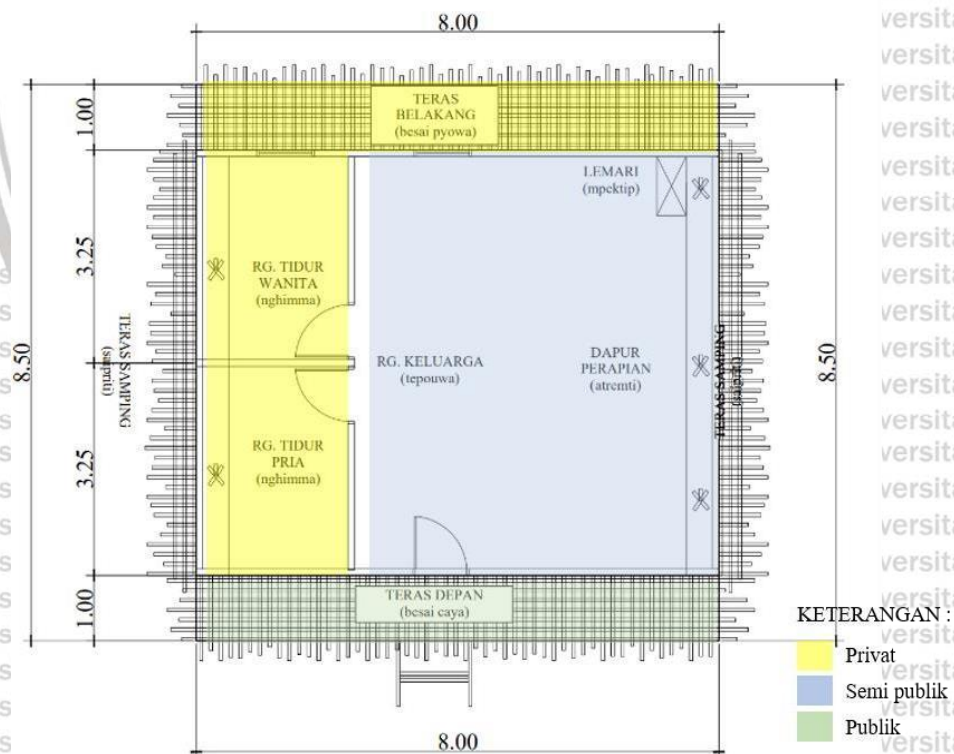 8.00
1.00
TERAS
BELAKANG
(besai pyowa)
LEMARI
(mpektip)
3.25
RG. TIDUR
WANITA
(nghimma)
8.50
TERAS SAMPING
RG. KELUARGA
(tepouwa)
DAPUR
PERAPIAN
(atremti)
TERAS SAMPING
8.50
3.25
RG. TIDUR
PRIA
(nghimma)
1.00
TERAS DEPAN
(besai caya)
8.00
KETERANGAN :
Privat
Semi publik
Publik